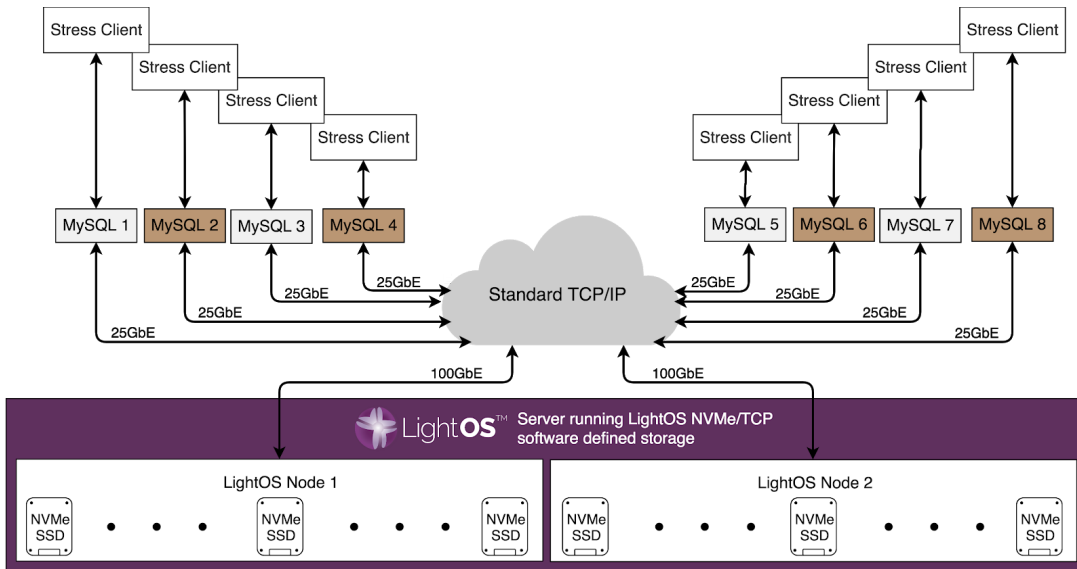 Stress Client
Stress Client
Stress Client
Stress Client
Stress Client
Stress Client
Stress Client
Stress Client
MySQL 1
MySQL 2
MySQL 3
MySQL 4
MySQL 5
MySQL 6
MySQL 7
MySQL 8
Standard TCP/IP
25GbE
25GbE
25GbE
25GbE
25GbE
25GbE
25GbE
25GbE
100GbE
100GbE
LightOS™
Server running LightOS NVMe/TCP
software defined storage
LightOS Node 1
NVMe
SSD
NVMe
SSD
NVMe
SSD
LightOS Node 2
NVMe
SSD
NVMe
SSD
NVMe
SSD